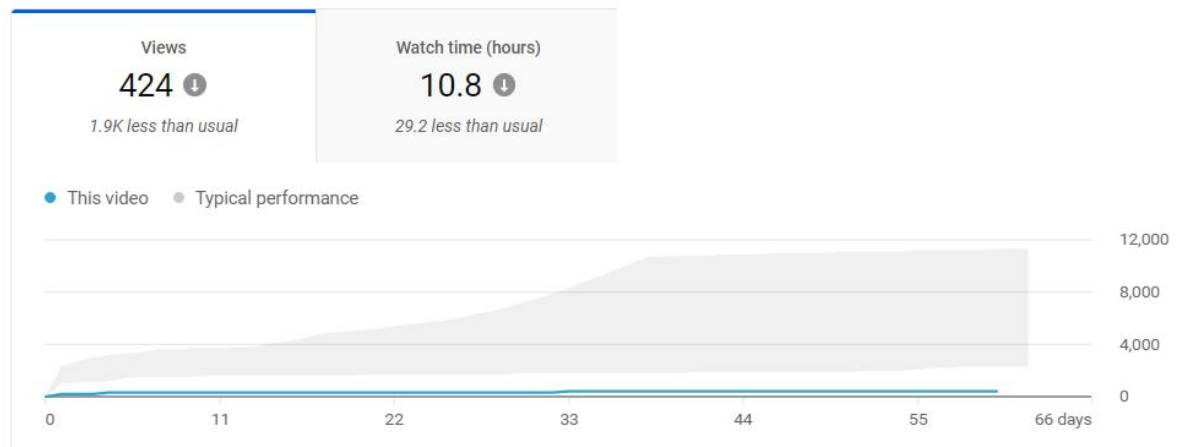 Views
424
1.9K less than usual
Watch time (hours)
10.8
29.2 less than usual
This video
Typical performance
12,000
8,000
4,000
0
0 11 22 33 44 55 66 days